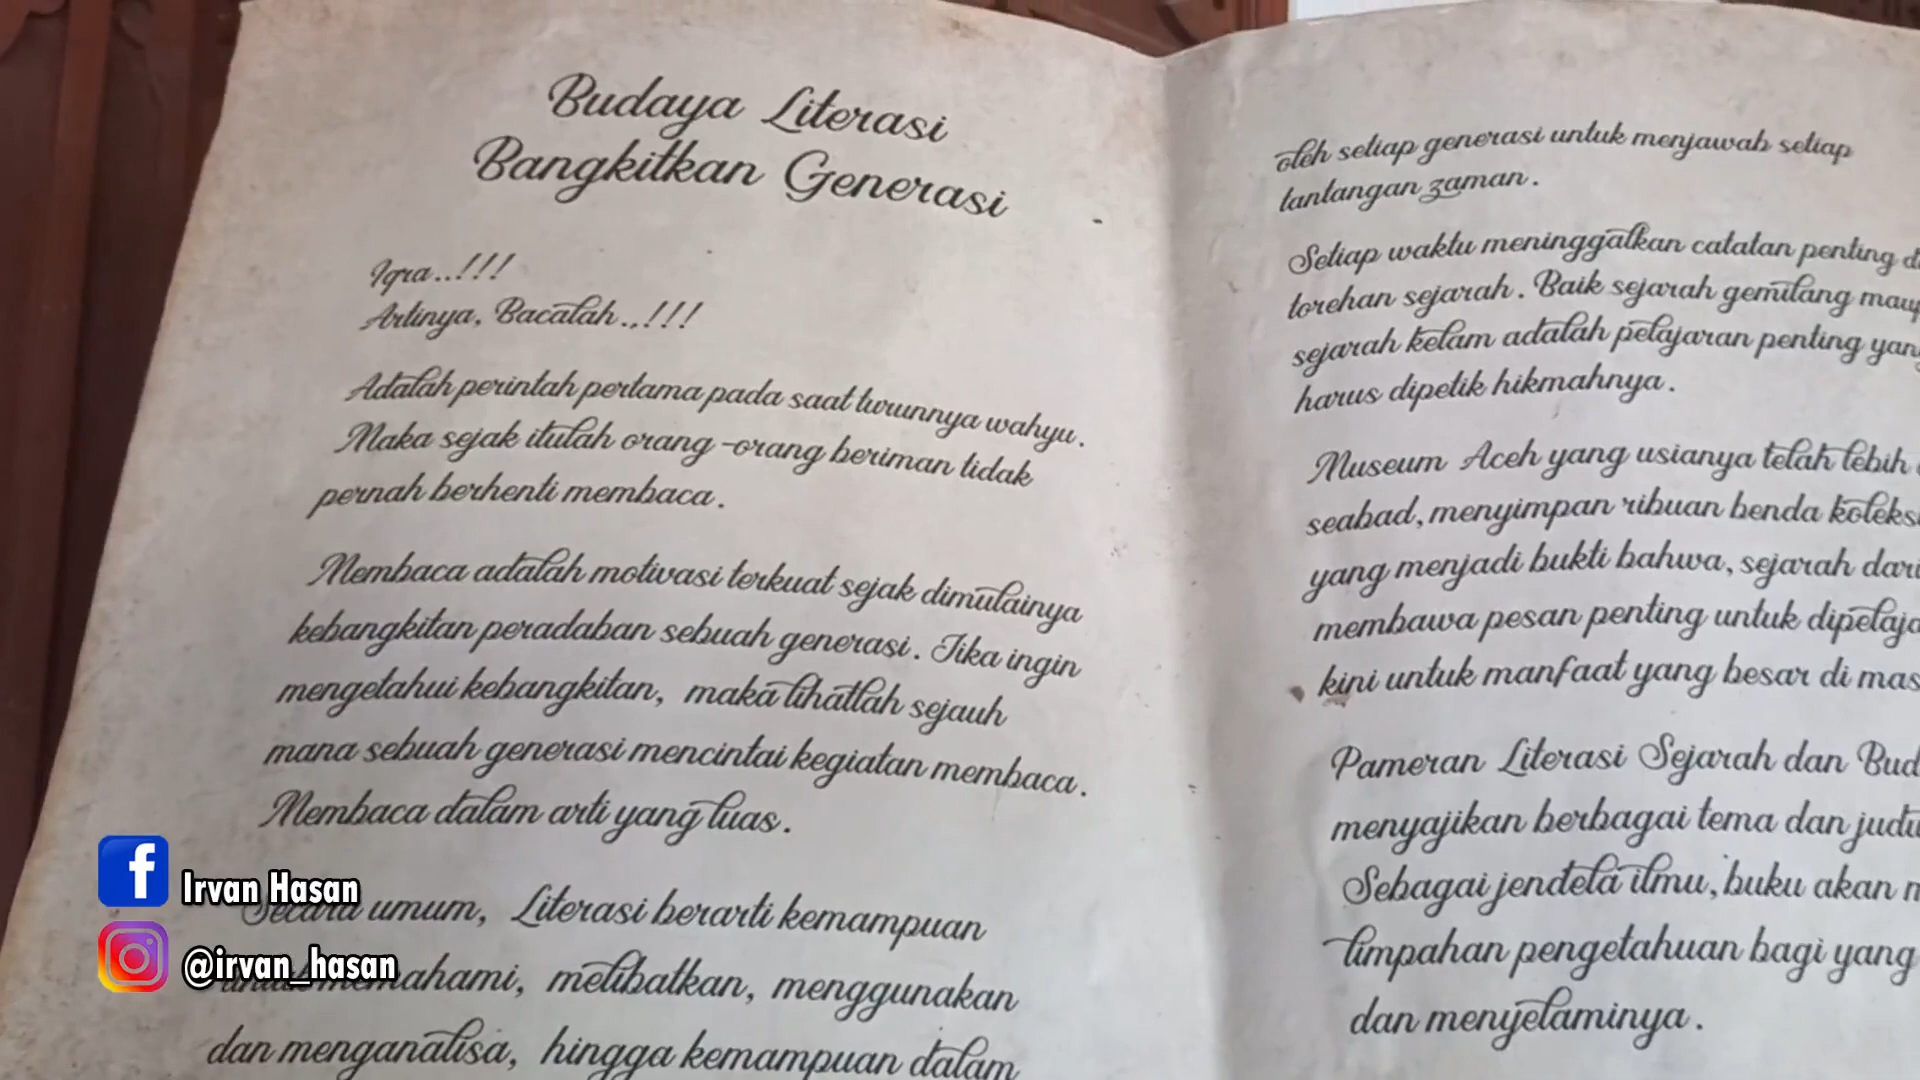 Budaya Literasi
Bangkitkan Generasi
Iqra..!!!
Artinya, Bacalah..!!!
Adalah perintah pertama pada saat turunnya wahyu.
Maka sejak itulah orang-orang beriman tidak
pernah berhenti membaca.
Membaca adalah motivasi terkuat sejak dimulainya
kebangkitan peradaban sebuah generasi. Jika ingin
mengetahui kebangkitan, maka lihatlah sejauh
mana sebuah generasi mencintai kegiatan membaca.
Membaca dalam arti yang luas.
Secara umum, Literasi berarti kemampuan
untuk memahami, melibatkan, menggunakan
dan menganalisa, hingga kemampuan dalam
oleh setiap generasi untuk menjawab setiap
tantangan zaman.
Setiap waktu meninggalkan catatan penting
torehan sejarah. Baik sejarah gemilang
sejarah kelam adalah pelajaran penting
harus dipetik hikmahnya.
Museum Aceh yang usianya telah lebih
seabad, menyimpan ribuan benda
yang menjadi bukti bahwa, sejarah
membawa pesan penting untuk
kini untuk manfaat yang besar di
Pameran Literasi Sejarah dan
menyajikan berbagai tema dan
Sebagai jendela ilmu, buku akan
limpahan pengetahuan bagi yang
dan menyelaminya.
Irvan Hasan
@irvan_hasan